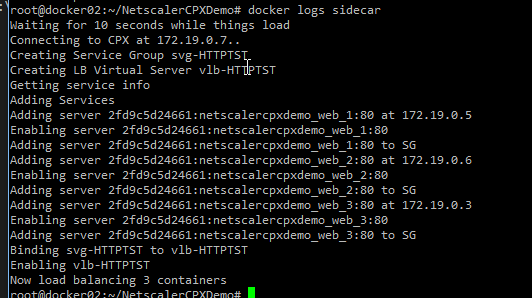 root@docker02:~/NetscalerCPXDemo# docker logs sidecar
Waiting for 10 seconds while things load
Connecting to CPX at 172.19.0.7..
Creating Service Group svg-HTTPTST
Creating LB Virtual Server vlb-HTTPTST
Getting service info
Adding Services
Adding server 2fd9c5d24661:netscalercpxdemo_web_1:80 at 172.19.0.5
Enabling server 2fd9c5d24661:netscalercpxdemo_web_1:80
Adding server 2fd9c5d24661:netscalercpxdemo_web_1:80 to SG
Adding server 2fd9c5d24661:netscalercpxdemo_web_2:80 at 172.19.0.6
Enabling server 2fd9c5d24661:netscalercpxdemo_web_2:80
Adding server 2fd9c5d24661:netscalercpxdemo_web_2:80 to SG
Adding server 2fd9c5d24661:netscalercpxdemo_web_3:80 at 172.19.0.3
Enabling server 2fd9c5d24661:netscalercpxdemo_web_3:80
Adding server 2fd9c5d24661:netscalercpxdemo_web_3:80 to SG
Binding svg-HTTPTST to vlb-HTTPTST
Enabling vlb-HTTPTST
Now load balancing 3 containers
root@docker02:~/NetscalerCPXDemo#